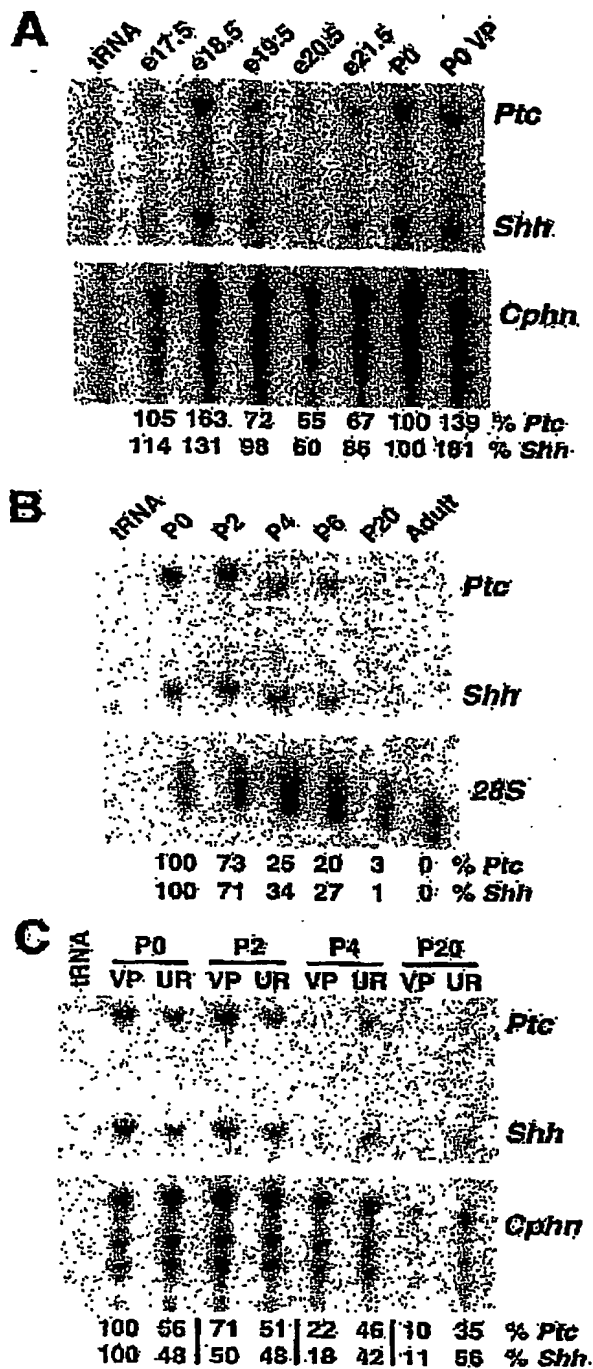 A
tRNA e17.5 e18.5 e19.5 e20.5 e21.5 P0 P0 VP
Ptc
Shh
Cphn
105 163 72 55 67 100 139 % Ptc
114 131 98 60 86 100 181 % Shh
B
tRNA P0 P2 P4 P6 P20 Adult
Ptc
Shh
28S
100 73 25 20 3 0 % Ptc
100 71 34 27 1 0 % Shh
C
tRNA P0 P2 P4 P20
VP UR VP UR VP UR VP UR
Ptc
Shh
Cphn
100 56 71 51 22 46 10 35 % Ptc
100 48 50 48 18 42 11 56 % Shh